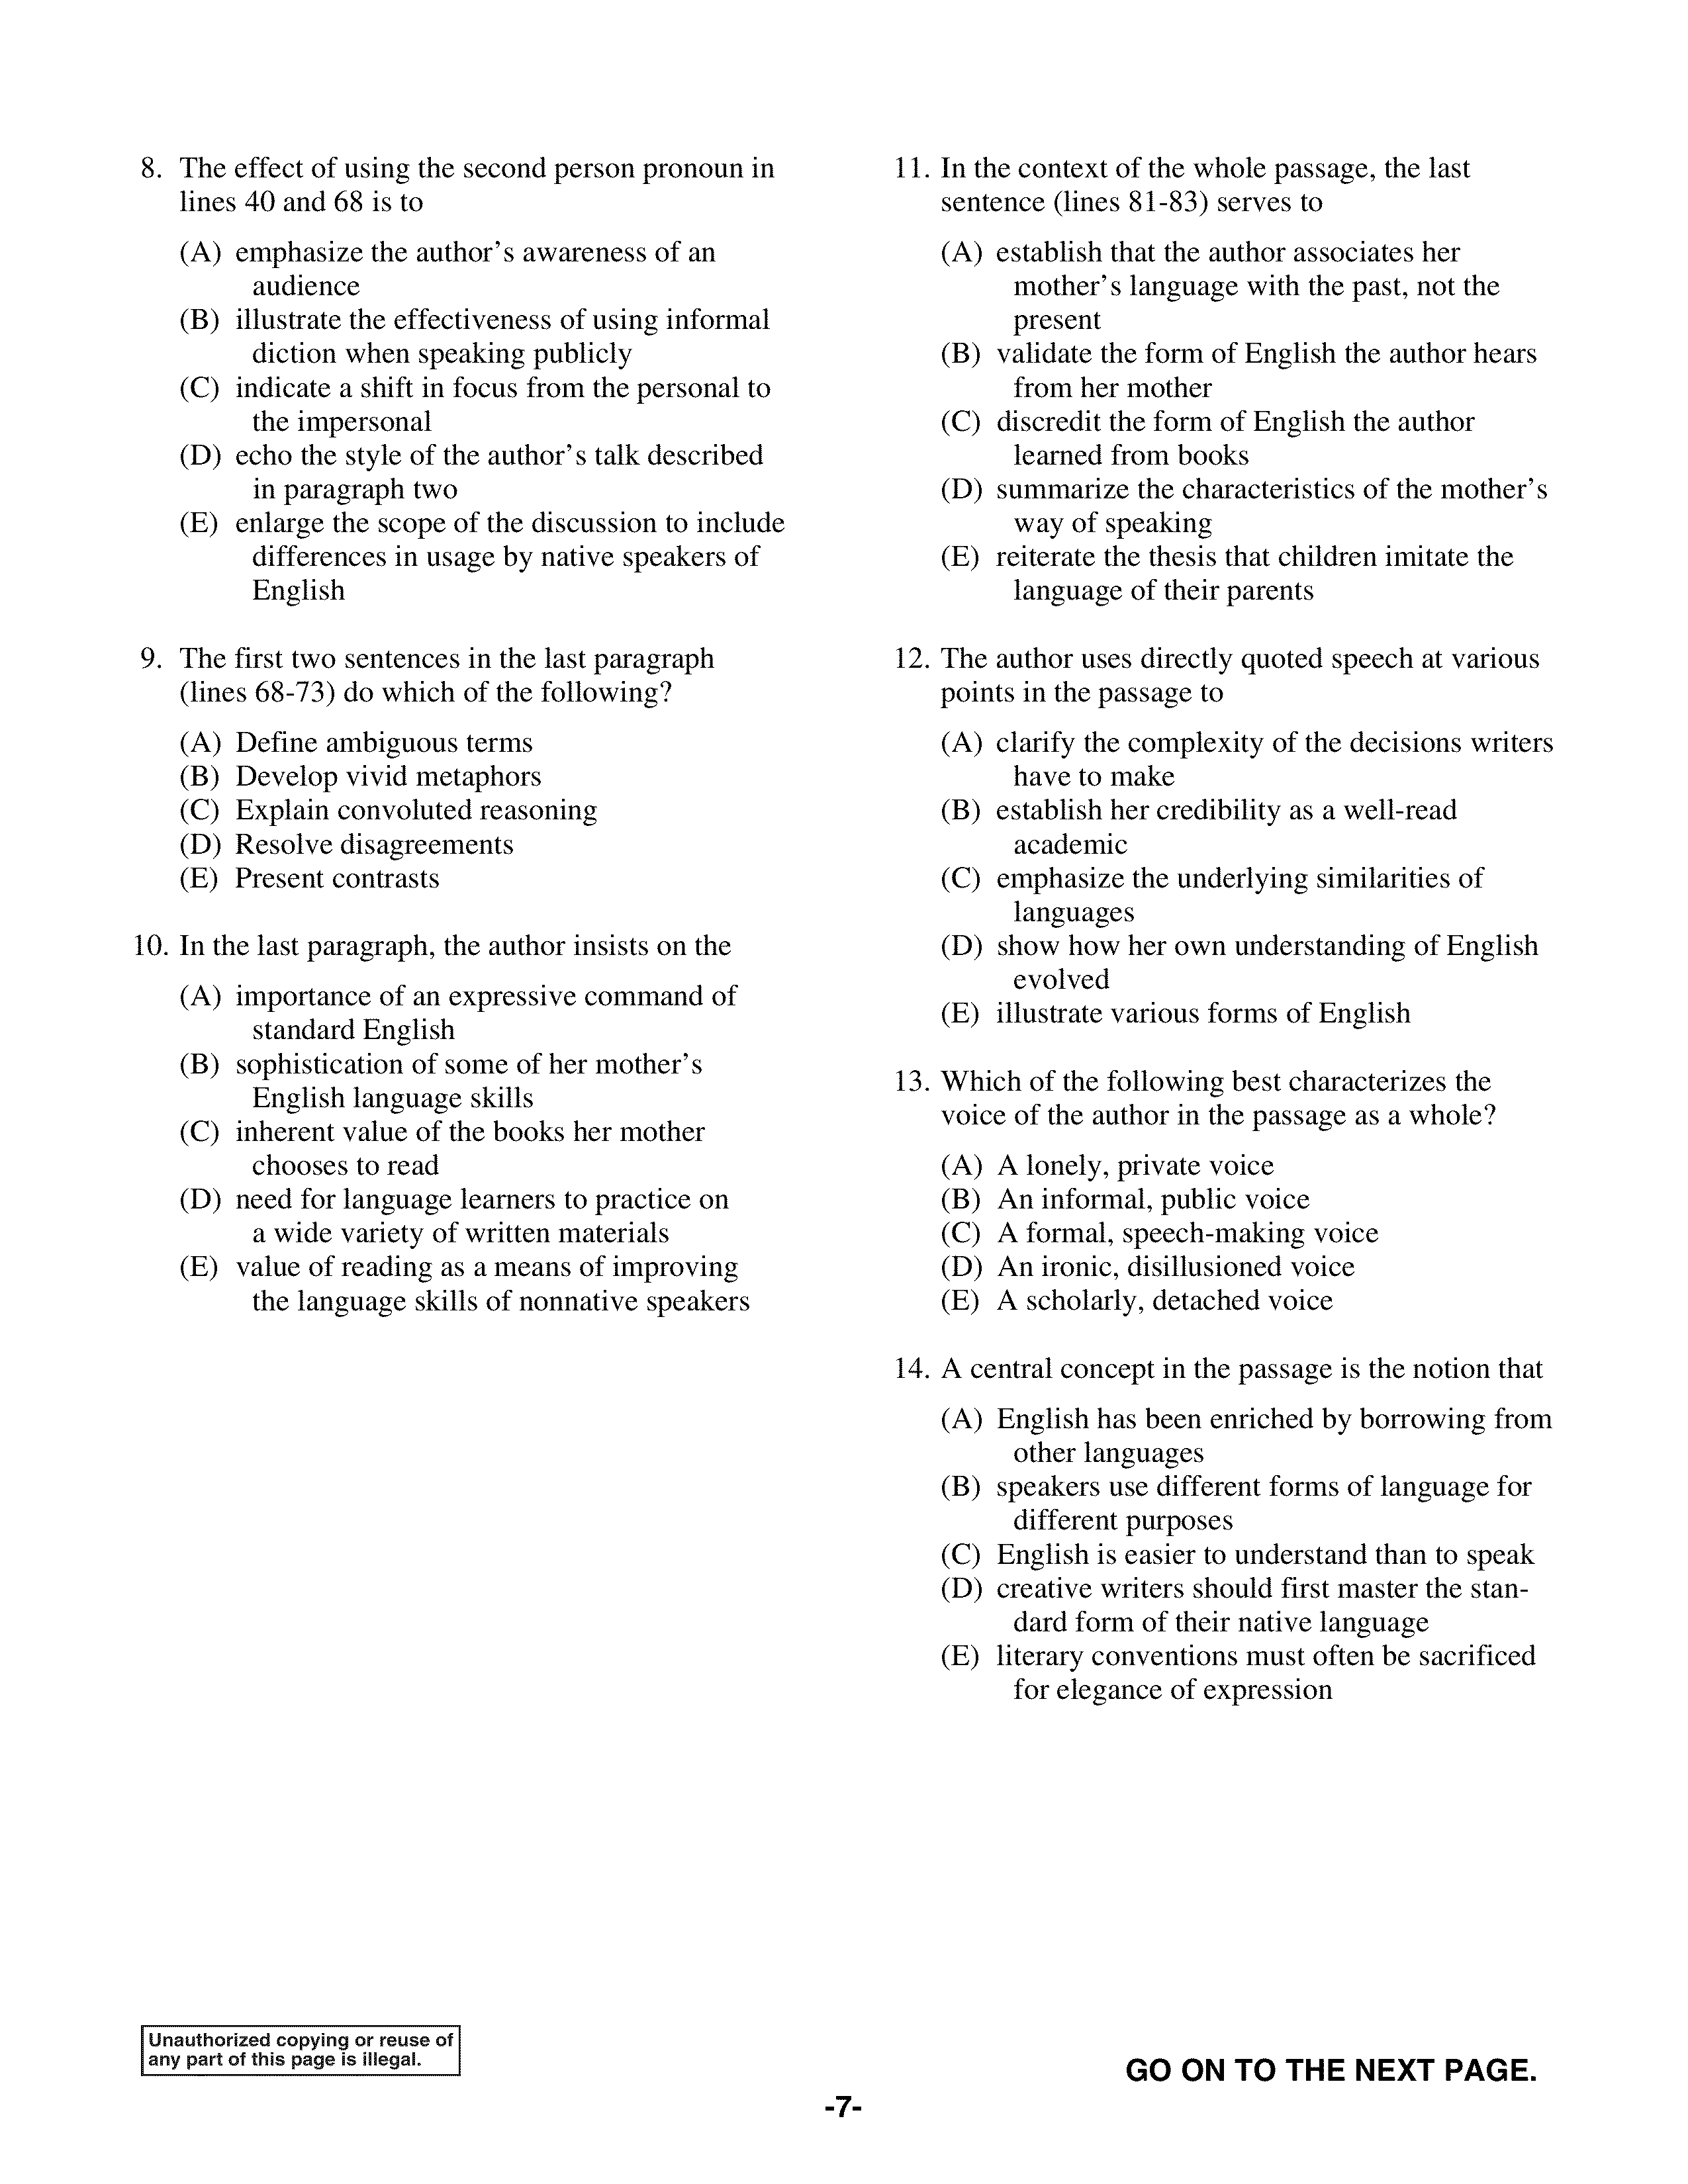 8. The effect of using the second person pronoun in
lines 40 and 68 is to
(A) emphasize the author's awareness of an
audience
(B) illustrate the effectiveness of using informal
diction when speaking publicly
(C) indicate a shift in focus from the personal to
the impersonal
(D) echo the style of the author's talk described
in paragraph two
(E) enlarge the scope of the discussion to include
differences in usage by native speakers of
English
9. The first two sentences in the last paragraph
(lines 68-73) do which of the following?
(A) Define ambiguous terms
(B) Develop vivid metaphors
(C) Explain convoluted reasoning
(D) Resolve disagreements
(E) Present contrasts
10. In the last paragraph, the author insists on the
(A) importance of an expressive command of
standard English
(B) sophistication of some of her mother's
English language skills
(C) inherent value of the books her mother
chooses to read
(D) need for language learners to practice on
a wide variety of written materials
(E) value of reading as a means of improving
the language skills of nonnative speakers
11. In the context of the whole passage, the last
sentence (lines 81-83) serves to
(A) establish that the author associates her
mother's language with the past, not the
present
(B) validate the form of English the author hears
from her mother
(C) discredit the form of English the author
learned from books
(D) summarize the characteristics of the mother's
way of speaking
(E) reiterate the thesis that children imitate the
language of their parents
12. The author uses directly quoted speech at various
points in the passage to
(A) clarify the complexity of the decisions writers
have to make
(B) establish her credibility as a well-read
academic
(C) emphasize the underlying similarities of
languages
(D) show how her own understanding of English
evolved
(E) illustrate various forms of English
13. Which of the following best characterizes the
voice of the author in the passage as a whole?
(A) A lonely, private voice
(B) An informal, public voice
(C) A formal, speech-making voice
(D) An ironic, disillusioned voice
(E) A scholarly, detached voice
14. A central concept in the passage is the notion that
(A) English has been enriched by borrowing from
other languages
(B) speakers use different forms of language for
different purposes
(C) English is easier to understand than to speak
(D) creative writers should first master the stan-
dard form of their native language
(E) literary conventions must often be sacrificed
for elegance of expression
Unauthorized copying or reuse of
any part of this page is illegal.
GO ON TO THE NEXT PAGE.
-7-